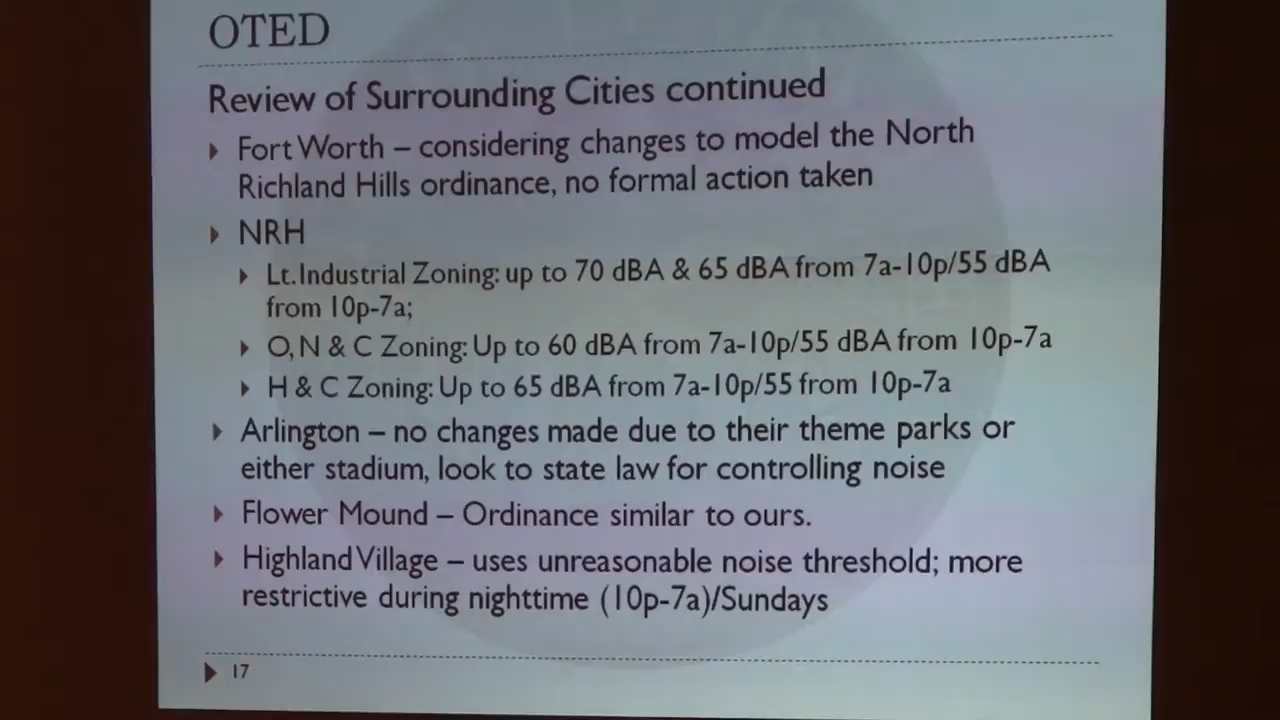 OTED
Review of Surrounding Cities continued
Fort Worth – considering changes to model the North
Richland Hills ordinance, no formal action taken
NRH
Lt. Industrial Zoning: up to 70 dBA & 65 dBA from 7a-10p/55 dBA
from 10p-7a;
O, N & C Zoning: Up to 60 dBA from 7a-10p/55 dBA from 10p-7a
H & C Zoning: Up to 65 dBA from 7a-10p/55 from 10p-7a
Arlington – no changes made due to their theme parks or
either stadium, look to state law for controlling noise
Flower Mound – Ordinance similar to ours.
Highland Village – uses unreasonable noise threshold; more
restrictive during nighttime (10p-7a)/Sundays
17